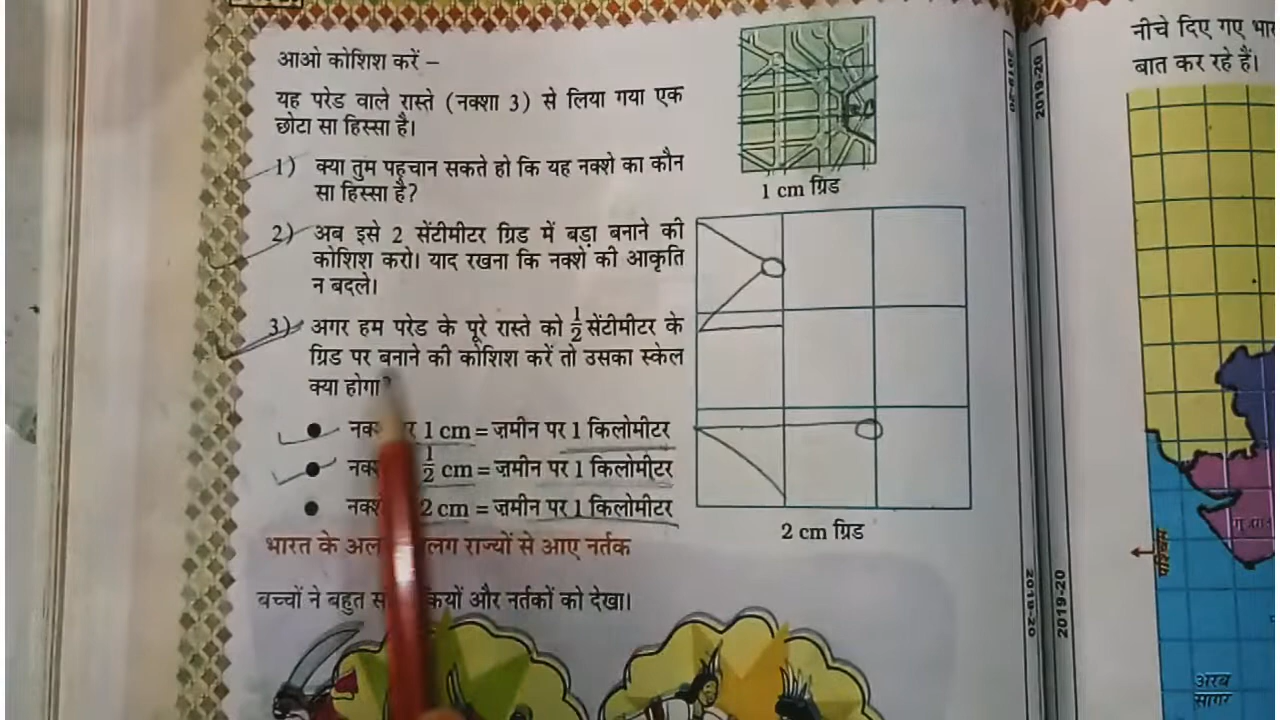 आओ कोशिश करें –
यह परेड वाले रास्ते (नक्शा 3) से लिया गया एक
छोटा सा हिस्सा है।
1) क्या तुम पहचान सकते हो कि यह नक्शे का कौन
सा हिस्सा है?
2) अब इसे 2 सेंटीमीटर ग्रिड में बड़ा बनाने की
कोशिश करो। याद रखना कि नक्शे की आकृति
न बदले।
3) अगर हम परेड के पूरे रास्ते को 1/2 सेंटीमीटर के
ग्रिड पर बनाने की कोशिश करें तो उसका स्केल
क्या होगा?
1 cm = ज़मीन पर 1 किलोमीटर
1/2 cm = ज़मीन पर 1 किलोमीटर
2 cm = ज़मीन पर 1 किलोमीटर
1 cm ग्रिड
2 cm ग्रिड
राज्यों से आए नर्तक
बच्चों ने बहुत और नर्तकों को देखा।
2019-20
2019-20
2019-20
2019-20
नीचे दिए गए
बात कर रहे हैं।
पश्चिम
अरब
सागर